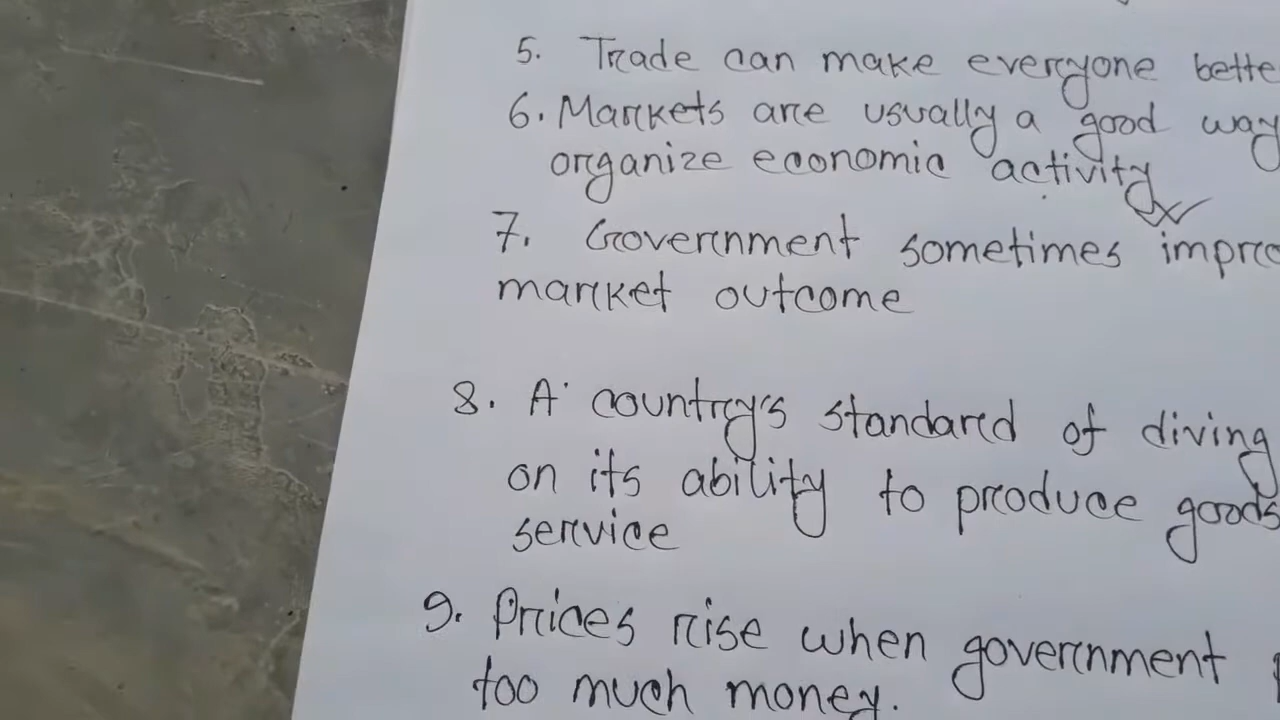 5. Trade can make everyone bette
6. Markets are usually a good way
organize economic activity
7. Government sometimes impro
market outcome
8. A country's standard of diving
on its ability to produce goods
service
9. Prices rise when government
too much money.